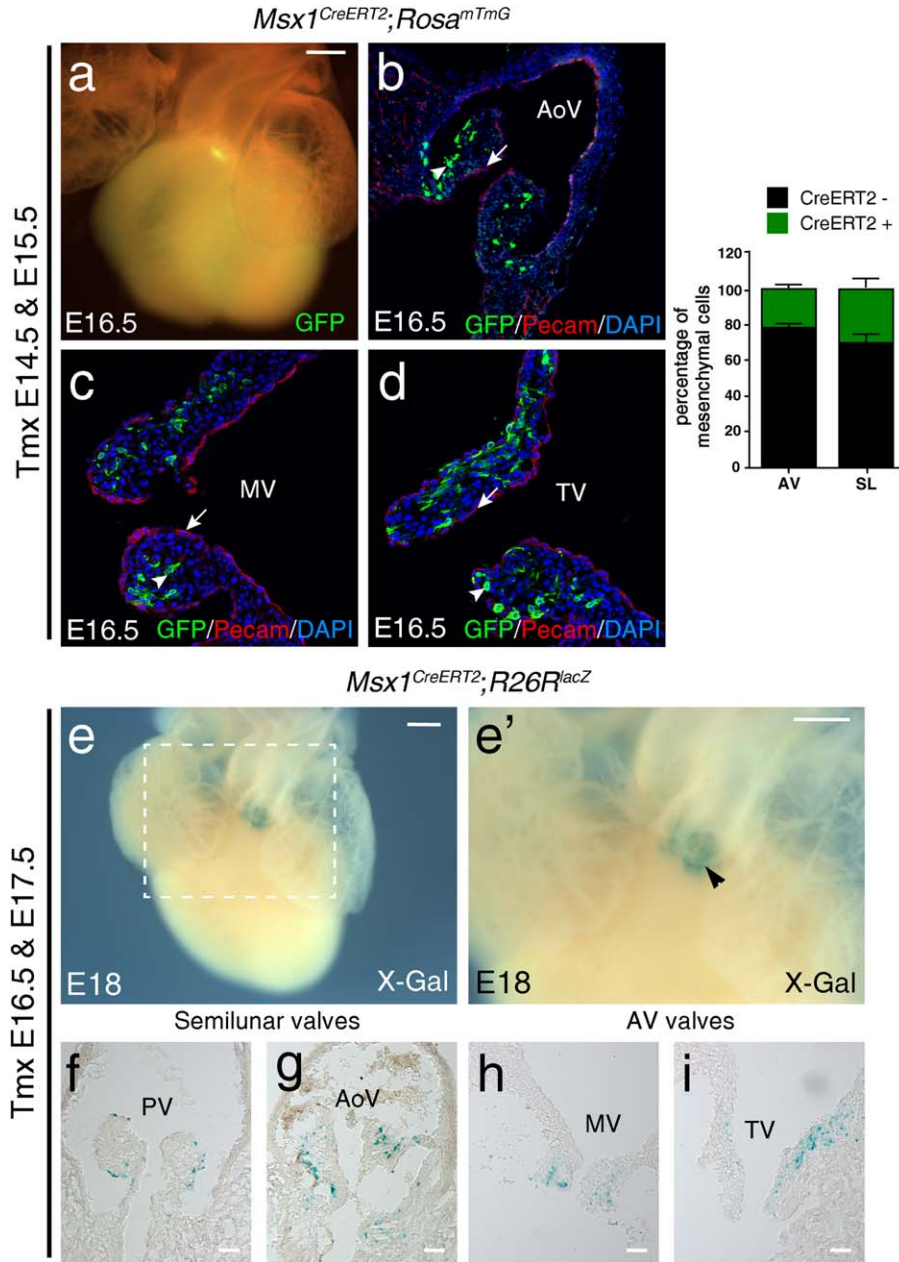 Msx1CreERT2;RosamTmG
Tmx E14.5 & E15.5
a
E16.5 GFP
b
AoV
E16.5 GFP/Pecam/DAPI
CreERT2 -
CreERT2 +
percentage of
mesenchymal cells
120
100
80
60
40
20
0
AV SL
c
MV
E16.5 GFP/Pecam/DAPI
d
TV
E16.5 GFP/Pecam/DAPI
Msx1CreERT2;R26RlacZ
Tmx E16.5 & E17.5
e
E18 X-Gal
e'
E18 X-Gal
Semilunar valves
AV valves
f
PV
g
AoV
h
MV
i
TV